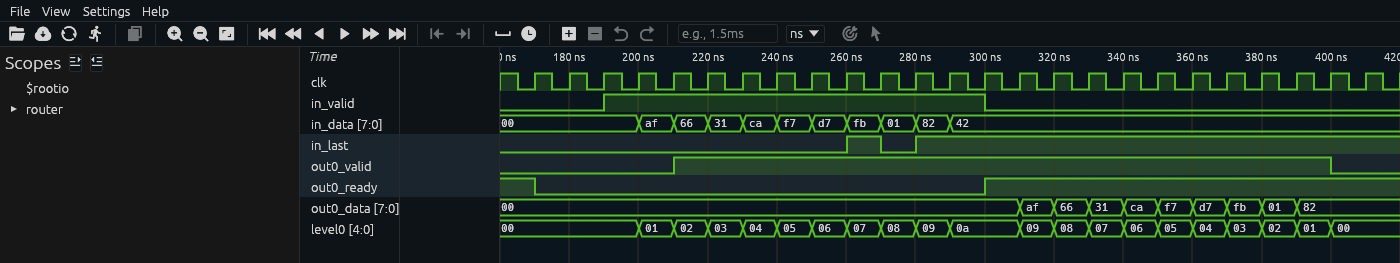 File View Settings Help
e.g., 1.5ms ns
Scopes
$rootio
router
Time 0 ns 180 ns 200 ns 220 ns 240 ns 260 ns 280 ns 300 ns 320 ns 340 ns 360 ns 380 ns 400 ns 420
clk
in_valid
in_data [7:0] 00 af 66 31 ca f7 d7 fb 01 82 42
in_last
out0_valid
out0_ready
out0_data [7:0] 00 af 66 31 ca f7 d7 fb 01 82
level0 [4:0] 00 01 02 03 04 05 06 07 08 09 0a 09 08 07 06 05 04 03 02 01 00